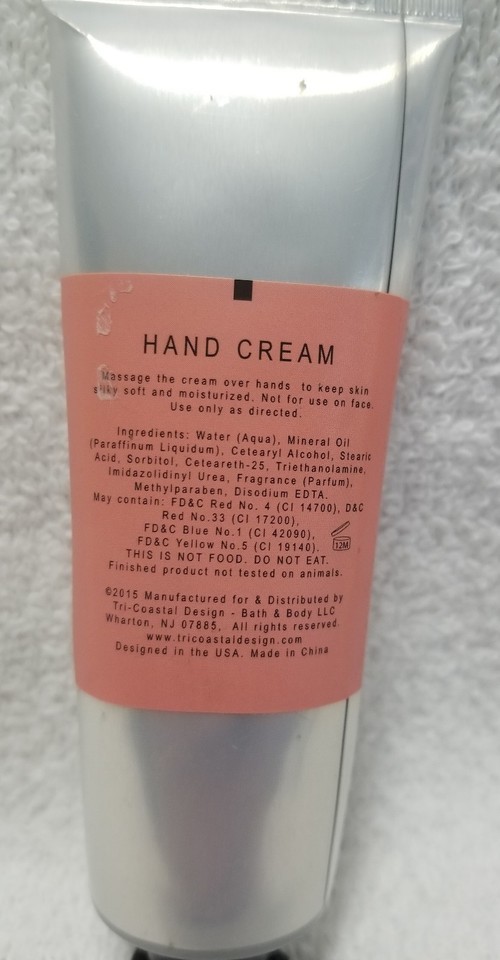 HAND CREAM
Massage the cream over hands to keep skin
silky soft and moisturized. Not for use on face.
Use only as directed.
Ingredients: Water (Aqua), Mineral Oil
(Paraffinum Liquidum), Cetearyl Alcohol, Stearic
Acid, Sorbitol, Ceteareth-25, Triethanolamine,
Imidazolidinyl Urea, Fragrance (Parfum),
Methylparaben, Disodium EDTA.
May contain: FD&C Red No. 4 (CI 14700), D&C
Red No.33 (CI 17200),
FD&C Blue No.1 (CI 42090),
FD&C Yellow No.5 (CI 19140).
12M
THIS IS NOT FOOD. DO NOT EAT.
Finished product not tested on animals.
©2015 Manufactured for & Distributed by
Tri-Coastal Design - Bath & Body LLC
Wharton, NJ 07885, All rights reserved.
www.tricoastaldesign.com
Designed in the USA. Made in China